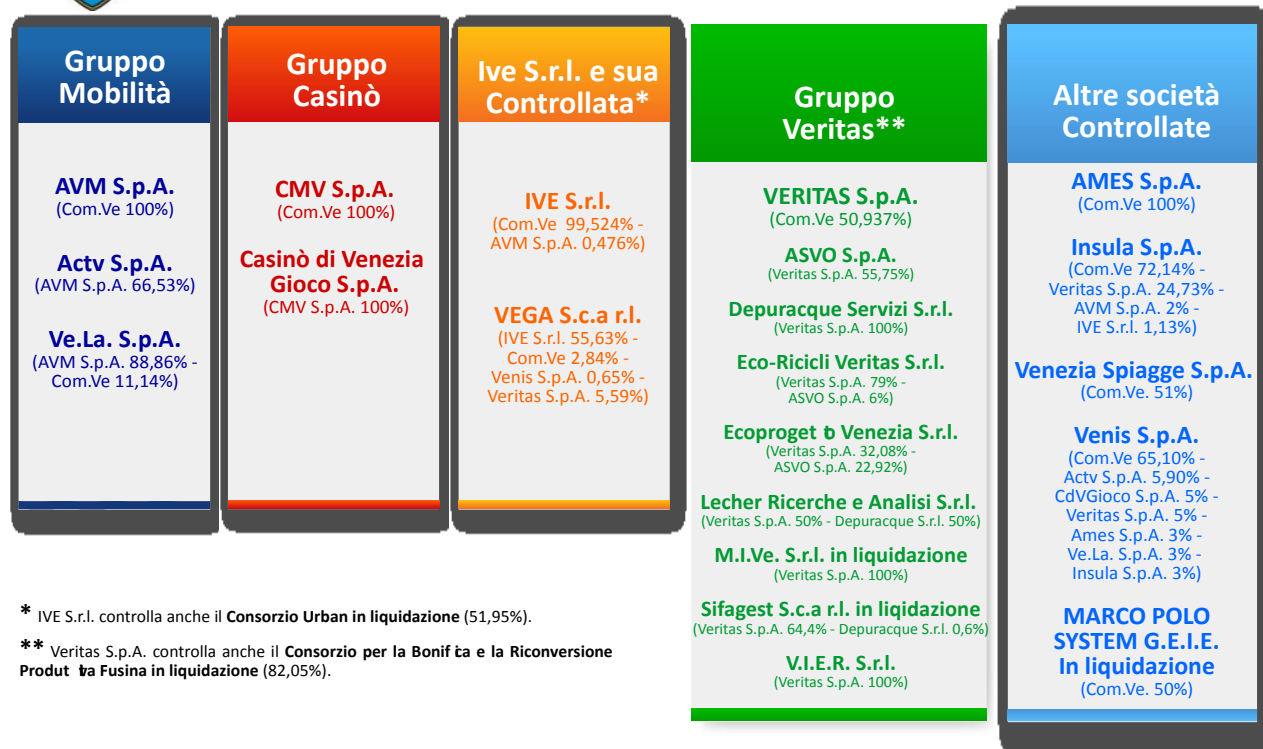 Gruppo
Mobilità
AVM S.p.A.
(Com.Ve 100%)
Actv S.p.A.
(AVM S.p.A. 66,53%)
Ve.La. S.p.A.
(AVM S.p.A. 88,86% -
Com.Ve 11,14%)
Gruppo
Casinò
CMV S.p.A.
(Com.Ve 100%)
Casinò di Venezia
Gioco S.p.A.
(CMV S.p.A. 100%)
Ive S.r.l. e sua
Controllata*
IVE S.r.l.
(Com.Ve 99,524% -
AVM S.p.A. 0,476%)
VEGA S.c.a r.l.
(IVE S.r.l. 55,63% -
Com.Ve 2,84% -
Venis S.p.A. 0,65% -
Veritas S.p.A. 5,59%)
Gruppo
Veritas**
VERITAS S.p.A.
(Com.Ve 50,937%)
ASVO S.p.A.
(Veritas S.p.A. 55,75%)
Depuracque Servizi S.r.l.
(Veritas S.p.A. 100%)
Eco-Ricicli Veritas S.r.l.
(Veritas S.p.A. 79% -
ASVO S.p.A. 6%)
Ecoproget to Venezia S.r.l.
(Veritas S.p.A. 32,08% -
ASVO S.p.A. 22,92%)
Lecher Ricerche e Analisi S.r.l.
(Veritas S.p.A. 50% - Depuracque S.r.l. 50%)
M.I.Ve. S.r.l. in liquidazione
(Veritas S.p.A. 100%)
Sifagest S.c.a r.l. in liqidazione
(Veritas S.p.A. 64,4% - Depuracque S.r.l. 0,6%)
V.I.E.R. S.r.l.
(Veritas S.p.A. 100%)
Altre società
Controllate
AMES S.p.A.
(Com.Ve 100%)
Insula S.p.A.
(Com.Ve 72,14% -
Veritas S.p.A. 24,73% -
AVM S.p.A. 2% -
IVE S.r.l. 1,13%)
Venezia Spiagge S.p.A.
(Com.Ve. 51%)
Venis S.p.A.
(Com.Ve 65,10% -
Actv S.p.A. 5,90% -
CdVGioco S.p.A. 5% -
Veritas S.p.A. 5% -
Ames S.p.A. 3% -
Ve.La. S.p.A. 3% -
Insula S.p.A. 3%)
MARCO POLO
SYSTEM G.E.I.E.
In liquidazione
(Com.Ve. 50%)
* IVE S.r.l. controlla anche il Consorzio Urban in liquidazione (51,95%).
** Veritas S.p.A. controlla anche il Consorzio per la Bonif ica e la Riconversione
Produt tiva Fusina in liquidazione (82,05%).